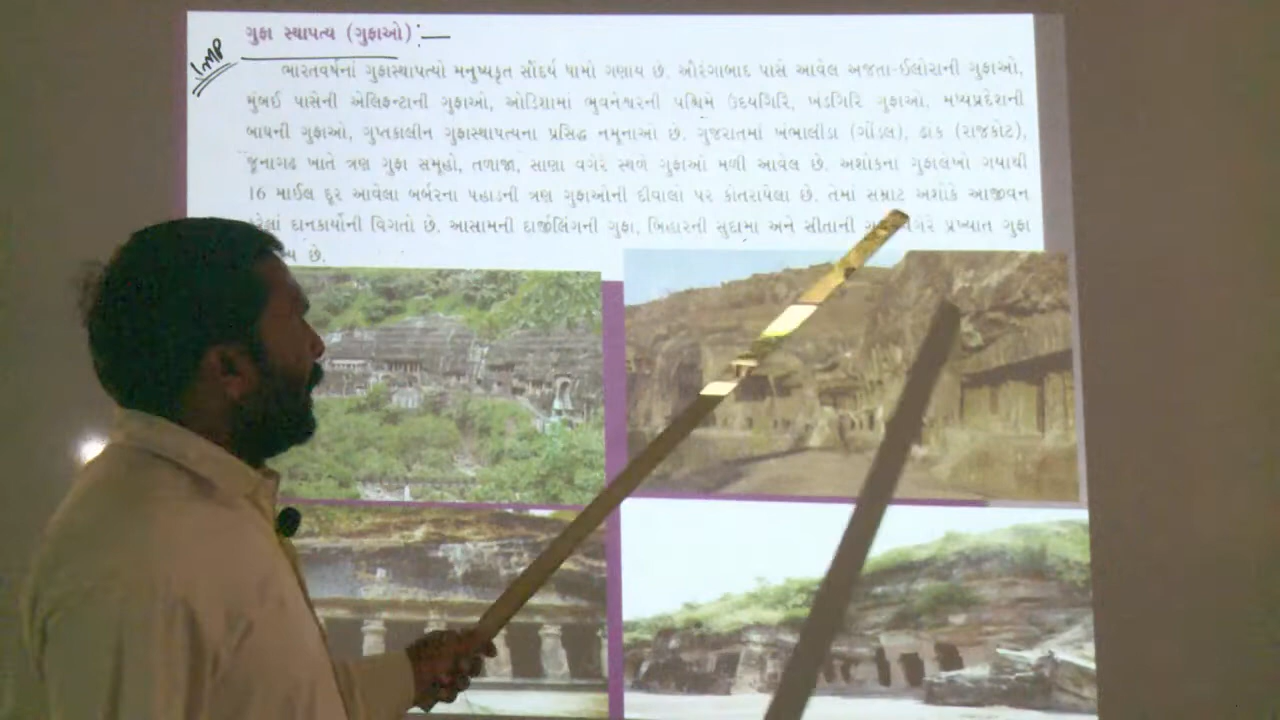 ગુફા સ્થાપત્ય (ગુફાઓ) :—
IMP
ભારતવર્ષનાં ગુફાસ્થાપત્યો મનુષ્યકૃત સૌંદર્ય ધામો ગણાય છે. ઔરંગાબાદ પાસે આવેલ અજંતા-ઈલોરાની ગુફાઓ,
મુંબઈ પાસેની એલિફન્ટાની ગુફાઓ, ઓડિશામાં ભુવનેશ્વરની પશ્ચિમે ઉદયગિરિ, ખંડગિરિ ગુફાઓ, મધ્યપ્રદેશની
બાઘની ગુફાઓ, ગુપ્તકાલીન ગુફાસ્થાપત્યના પ્રસિદ્ધ નમૂનાઓ છે. ગુજરાતમાં ખંભાલીડા (ગોંડલ), ઢાંક (રાજકોટ),
જૂનાગઢ ખાતે ત્રણ ગુફા સમૂહો, તળાજા, સાણા વગેરે સ્થળે ગુફાઓ મળી આવેલ છે. અશોકના ગુફાલેખો ગયાથી
16 માઈલ દૂર આવેલા બર્બરના પહાડની ત્રણ ગુફાઓની દીવાલો પર કોતરાયેલા છે. તેમાં સમ્રાટ અશોકે આજીવન
કરેલાં દાનકાર્યોની વિગતો છે. આસામની દાર્જીલિંગની ગુફા, બિહારની સુદામા અને સીતાની વગેરે પ્રખ્યાત ગુફા
છે.